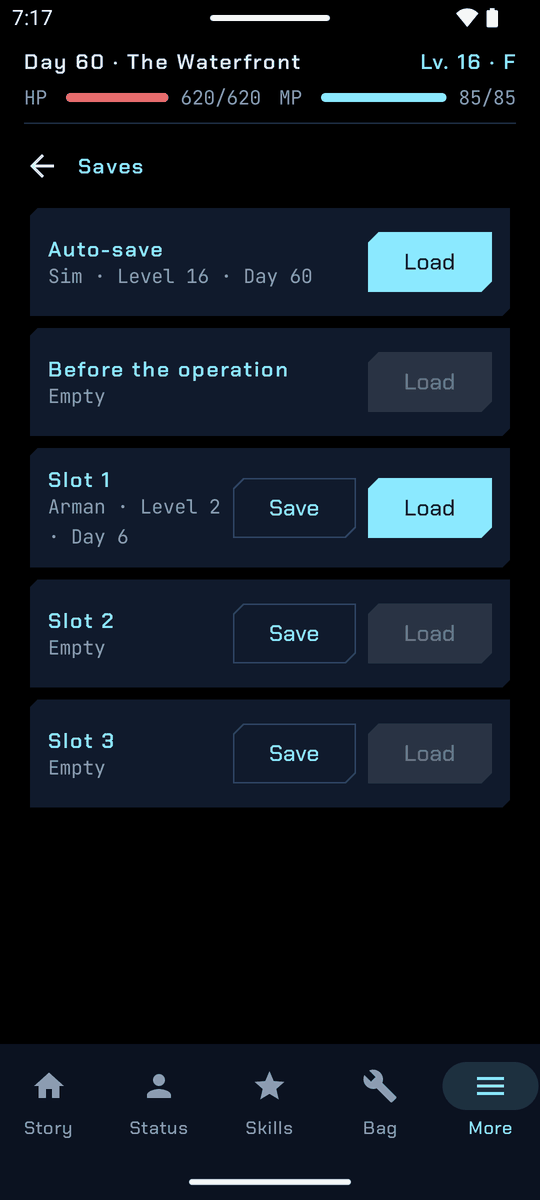 7:17
Day 60 · The Waterfront
Lv. 16 · F
HP 620/620 MP 85/85
Saves
Auto-save
Sim · Level 16 · Day 60
Load
Before the operation
Empty
Load
Slot 1
Arman · Level 2
· Day 6
Save
Load
Slot 2
Empty
Save
Load
Slot 3
Empty
Save
Load
Story
Status
Skills
Bag
More